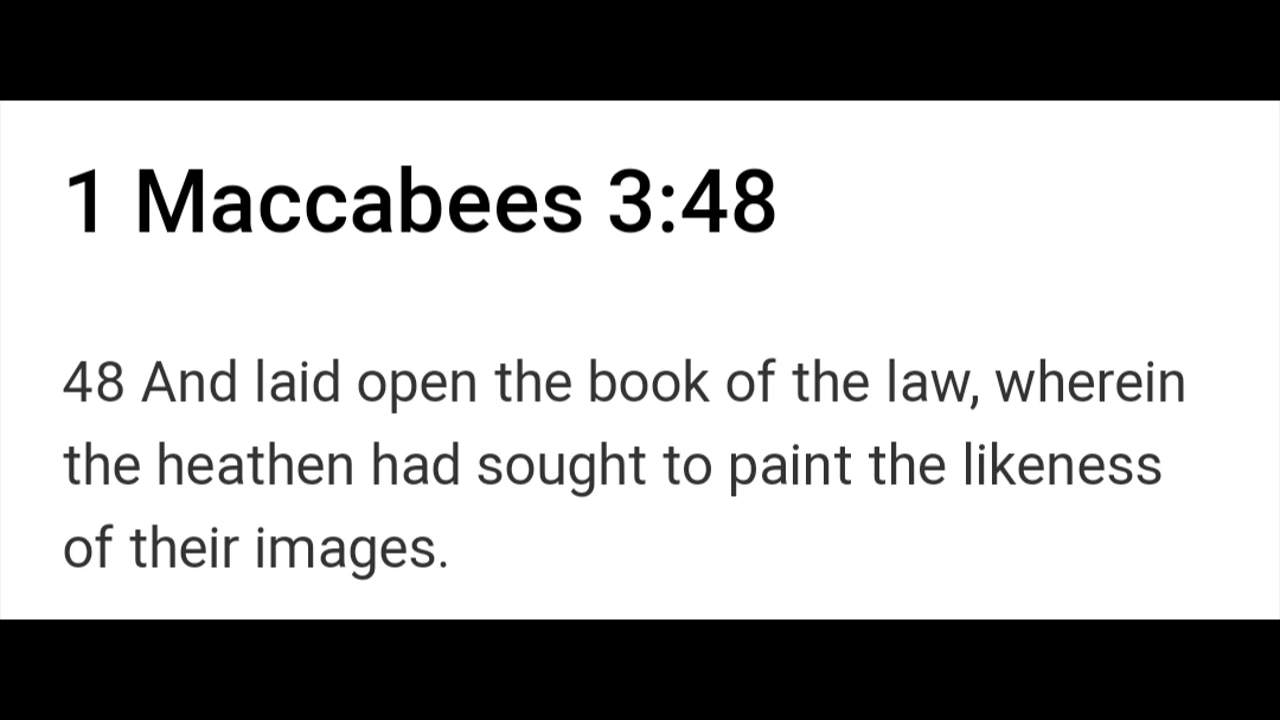 1 Maccabees 3:48
48 And laid open the book of the law, wherein
the heathen had sought to paint the likeness
of their images.